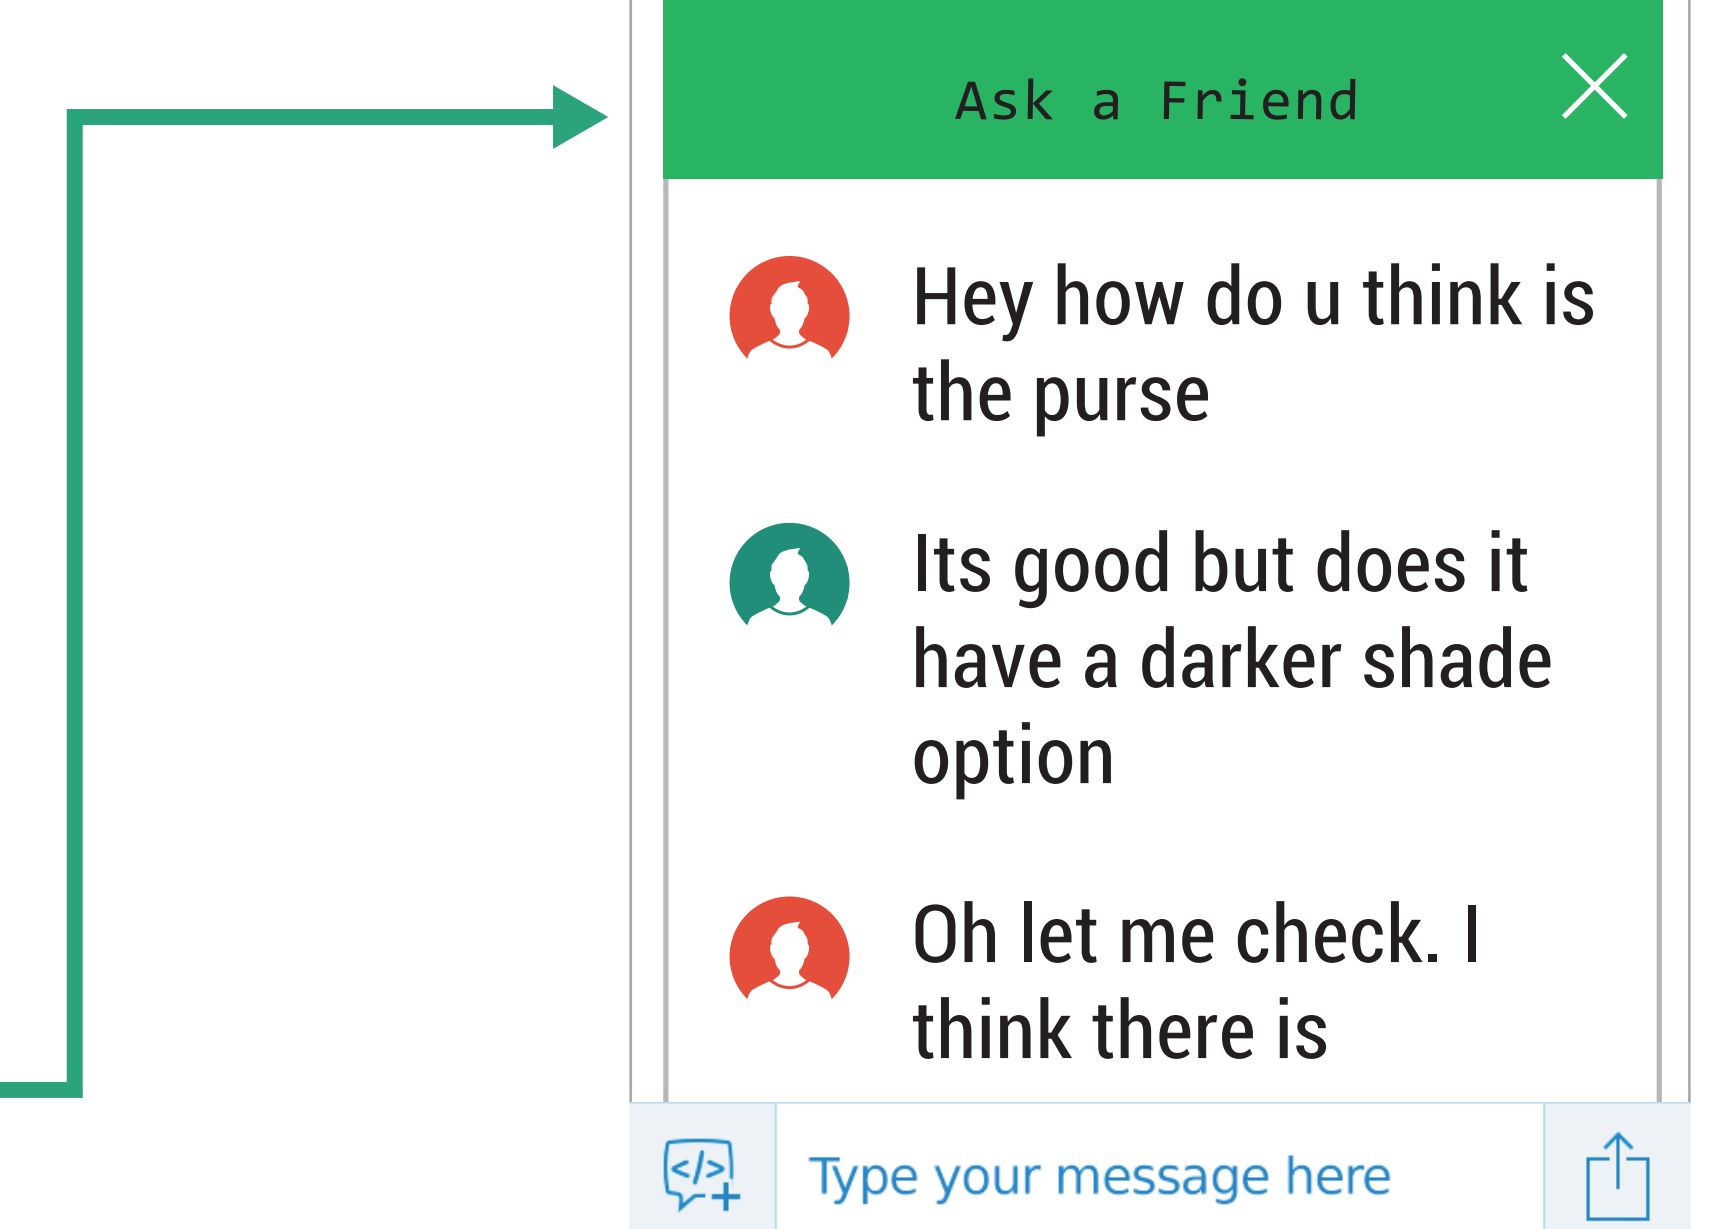 Ask a Friend
Hey how do u think is
the purse
Its good but does it
have a darker shade
option
Oh let me check. I
think there is
</>
Type your message here